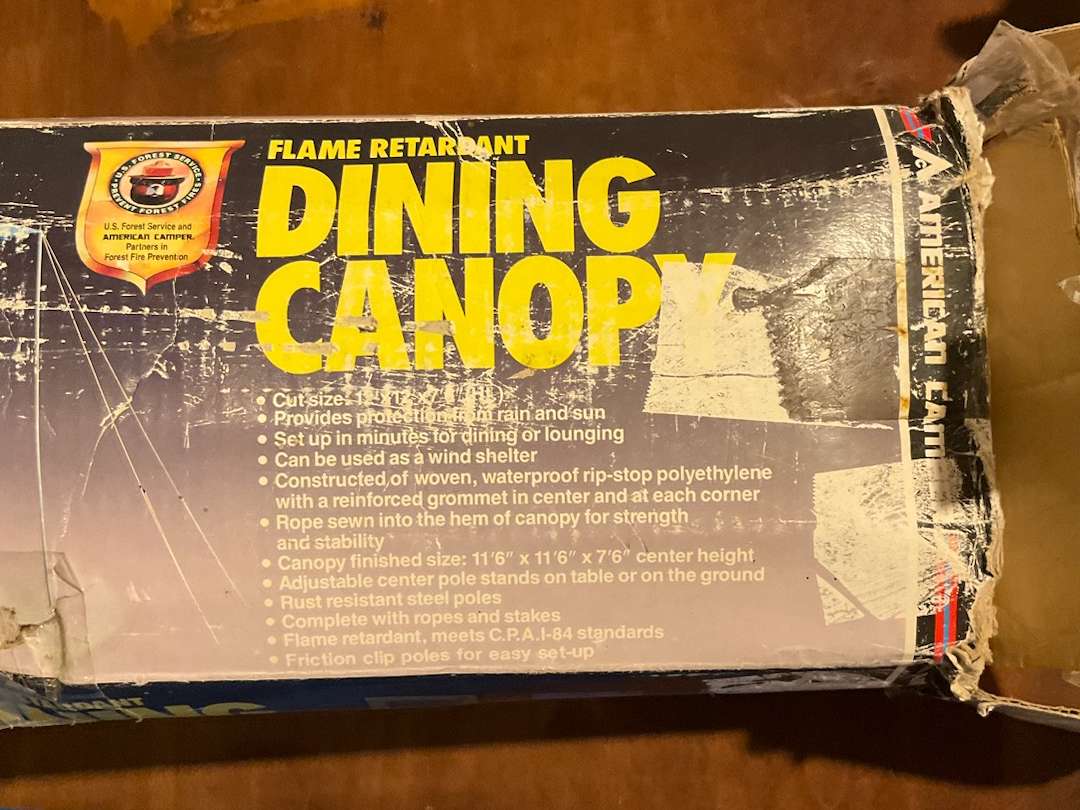 U.S. FOREST SERVICE
PREVENT FOREST FIRES
U.S. Forest Service and
AMERICAN CAMPER
Partners in
Forest Fire Prevention
FLAME RETARDANT
DINING
CANOPY
• Cut size:
• Provides protection from rain and sun
• Set up in minutes for dining or lounging
• Can be used as a wind shelter
• Constructed of woven, waterproof rip-stop polyethylene
with a reinforced grommet in center and at each corner
• Rope sewn into the hem of canopy for strength
and stability
• Canopy finished size: 11'6" x 11'6" x 7'6" center height
• Adjustable center pole stands on table or on the ground
• Rust resistant steel poles
• Complete with ropes and stakes
• Flame retardant, meets C.P.A.I-84 standards
• Friction clip poles for easy set-up
AMERICAN CAM